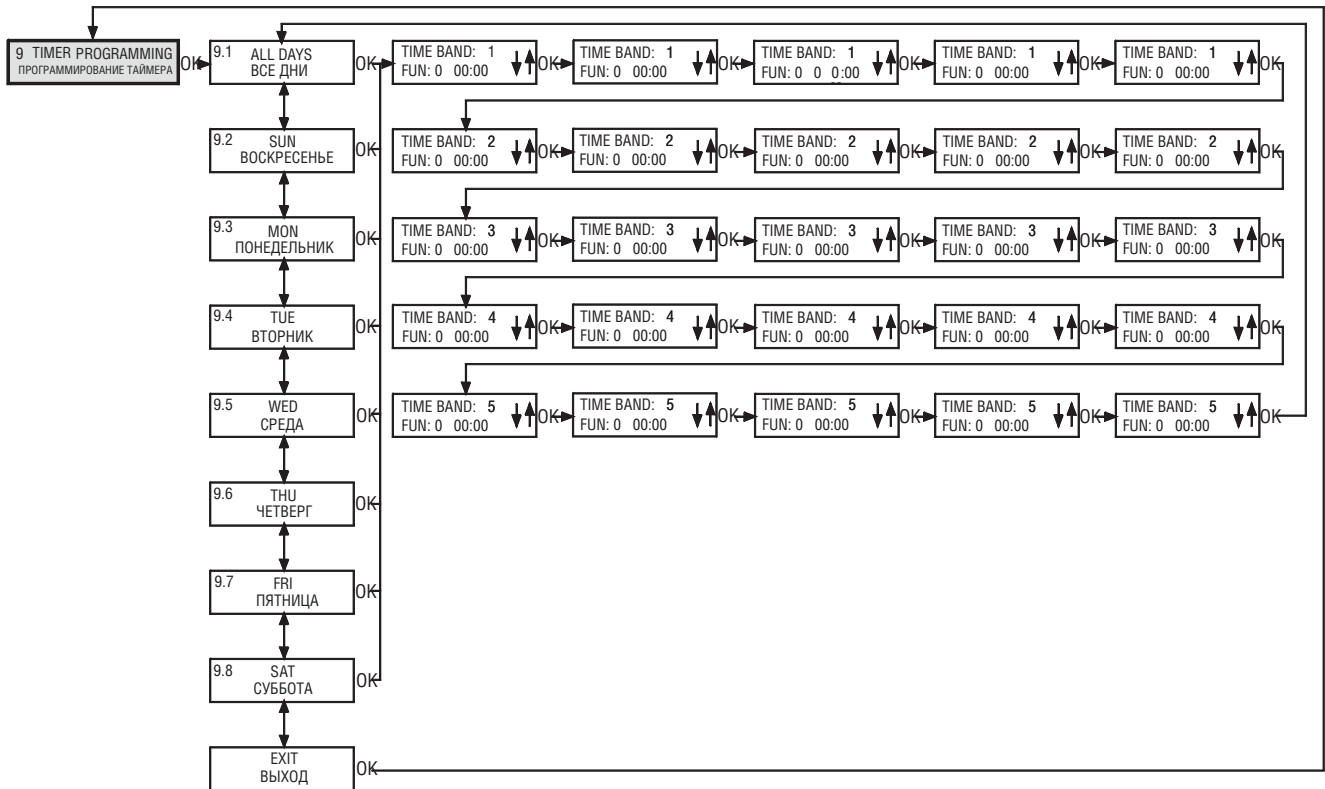 9 TIMER PROGRAMMING
ПРОГРАММИРОВАНИЕ ТАЙМЕРА
OK
9.1 ALL DAYS
ВСЕ ДНИ
OK
TIME BAND: 1
FUN: 0 00:00
OK
TIME BAND: 1
FUN: 0 00:00
OK
TIME BAND: 1
FUN: 0 0 0:00
OK
TIME BAND: 1
FUN: 0 00:00
OK
TIME BAND: 1
FUN: 0 00:00
OK
9.2 SUN
ВОСКРЕСЕНЬЕ
OK
TIME BAND: 2
FUN: 0 00:00
OK
TIME BAND: 2
FUN: 0 00:00
OK
TIME BAND: 2
FUN: 0 00:00
OK
TIME BAND: 2
FUN: 0 00:00
OK
TIME BAND: 2
FUN: 0 00:00
OK
9.3 MON
ПОНЕДЕЛЬНИК
OK
TIME BAND: 3
FUN: 0 00:00
OK
TIME BAND: 3
FUN: 0 00:00
OK
TIME BAND: 3
FUN: 0 00:00
OK
TIME BAND: 3
FUN: 0 00:00
OK
TIME BAND: 3
FUN: 0 00:00
OK
9.4 TUE
ВТОРНИК
OK
TIME BAND: 4
FUN: 0 00:00
OK
TIME BAND: 4
FUN: 0 00:00
OK
TIME BAND: 4
FUN: 0 00:00
OK
TIME BAND: 4
FUN: 0 00:00
OK
TIME BAND: 4
FUN: 0 00:00
OK
9.5 WED
СРЕДА
OK
TIME BAND: 5
FUN: 0 00:00
OK
TIME BAND: 5
FUN: 0 00:00
OK
TIME BAND: 5
FUN: 0 00:00
OK
TIME BAND: 5
FUN: 0 00:00
OK
TIME BAND: 5
FUN: 0 00:00
OK
9.6 THU
ЧЕТВЕРГ
OK
9.7 FRI
ПЯТНИЦА
OK
9.8 SAT
СУББОТА
OK
EXIT
ВЫХОД
OK